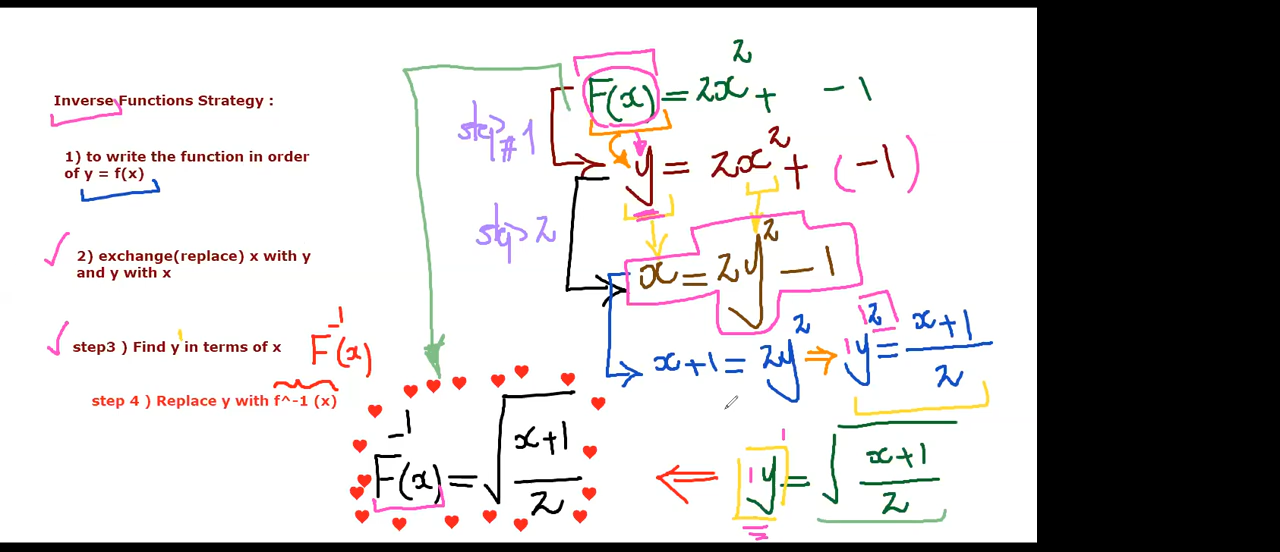 Inverse Functions Strategy :
1) to write the function in order
of y = f(x)
2) exchange(replace) x with y
and y with x
step3 ) Find y in terms of x
F⁻¹(x)
step 4 ) Replace y with f^-1 (x)
F(x) = 2x² + -1
step #1
y = 2x² + (-1)
step 2
x = 2y² - 1
x+1 = 2y² ⇒ y² = (x+1)/2
y = √((x+1)/2)
⇐
F⁻¹(x) = √((x+1)/2)